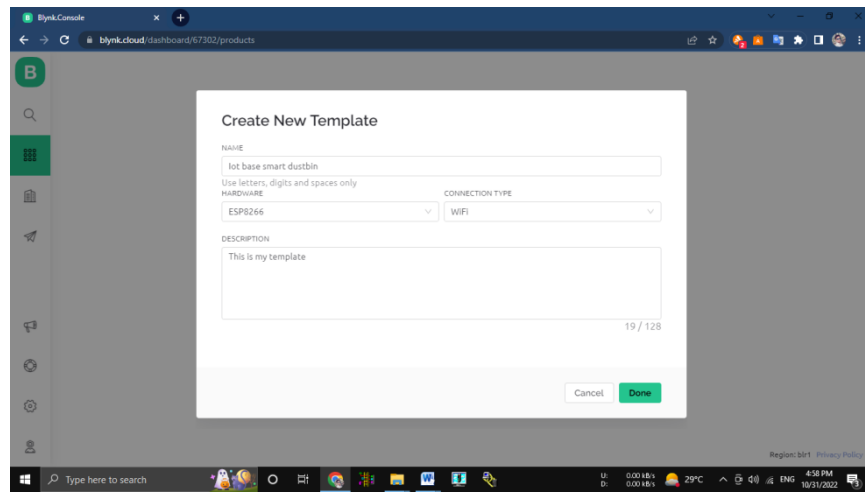 Blynk.Console
blynk.cloud/dashboard/67302/products
B
Create New Template
NAME
Iot base smart dustbin
Use letters, digits and spaces only
HARDWARE CONNECTION TYPE
ESP8266 WiFi
DESCRIPTION
This is my template
19 / 128
Cancel Done
Region: blr1 Privacy Policy
Type here to search
U: 0.00 kB/s
D: 0.00 kB/s
29°C
ENG
4:58 PM
10/31/2022